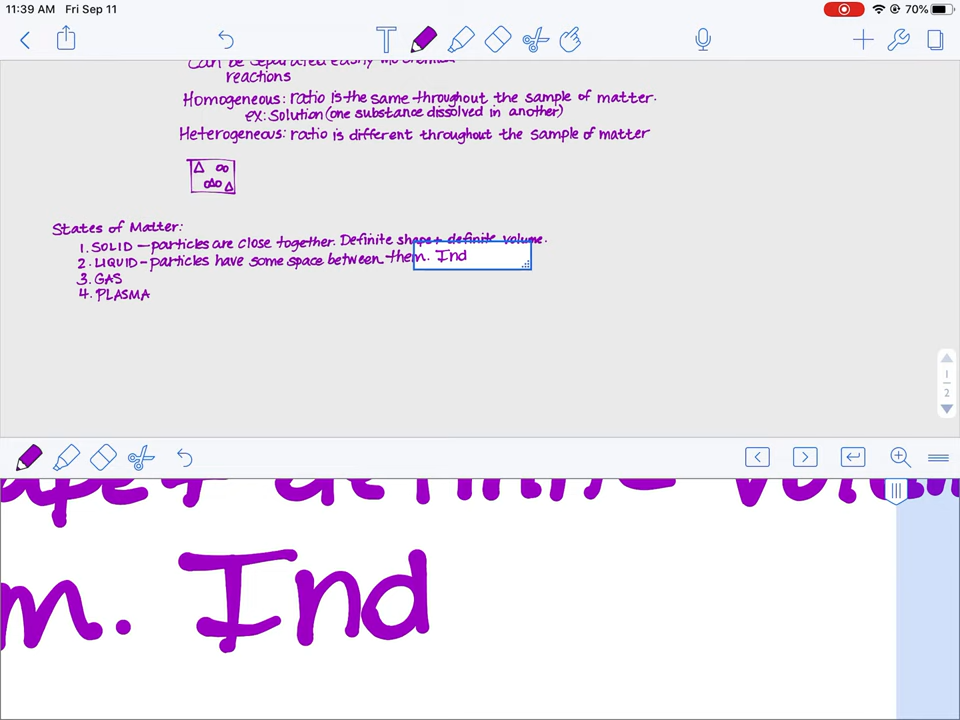 11:39 AM Fri Sep 11 70%
reactions
Homogeneous: ratio is the same throughout the sample of matter.
ex: Solution (one substance dissolved in another)
Heterogeneous: ratio is different throughout the sample of matter
States of Matter:
1. SOLID — particles are close together. Definite shape + definite volume.
2. LIQUID - particles have some space between them. Ind
3. GAS
4. PLASMA
1
2
m. Ind